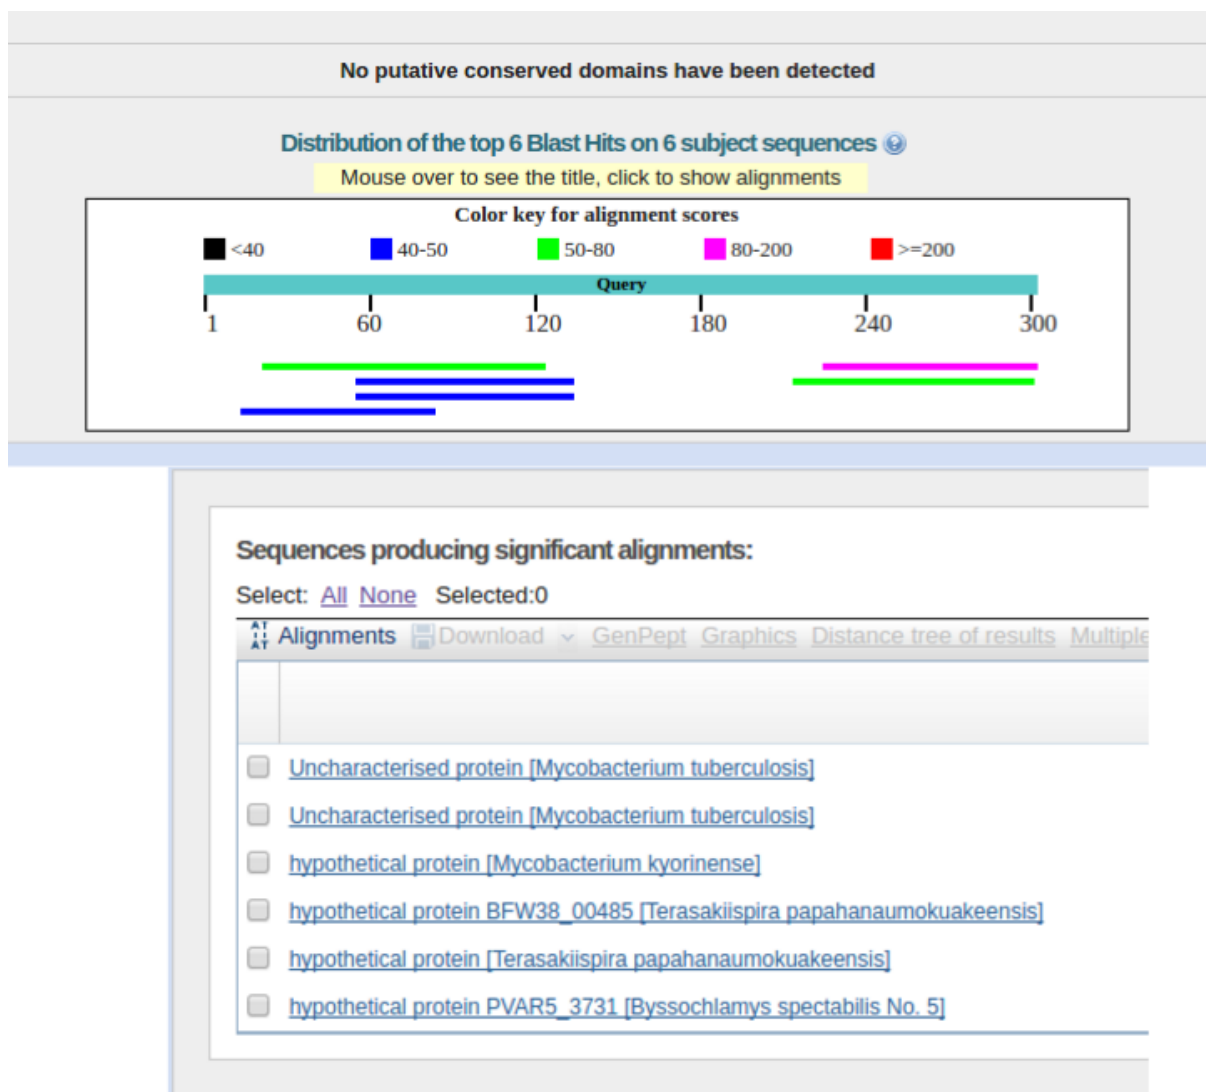 No putative conserved domains have been detected
Distribution of the top 6 Blast Hits on 6 subject sequences
Mouse over to see the title, click to show alignments
Color key for alignment scores
<40 40-50 50-80 80-200 >=200
Query
1 60 120 180 240 300
Sequences producing significant alignments:
Select: All None Selected:0
Alignments Download GenPept Graphics Distance tree of results Multiple
Uncharacterised protein [Mycobacterium tuberculosis]
Uncharacterised protein [Mycobacterium tuberculosis]
hypothetical protein [Mycobacterium kyorinense]
hypothetical protein BFW38_00485 [Terasakiispira papahanaumokuakeensis]
hypothetical protein [Terasakiispira papahanaumokuakeensis]
hypothetical protein PVAR5_3731 [Byssochlamys spectabilis No. 5]